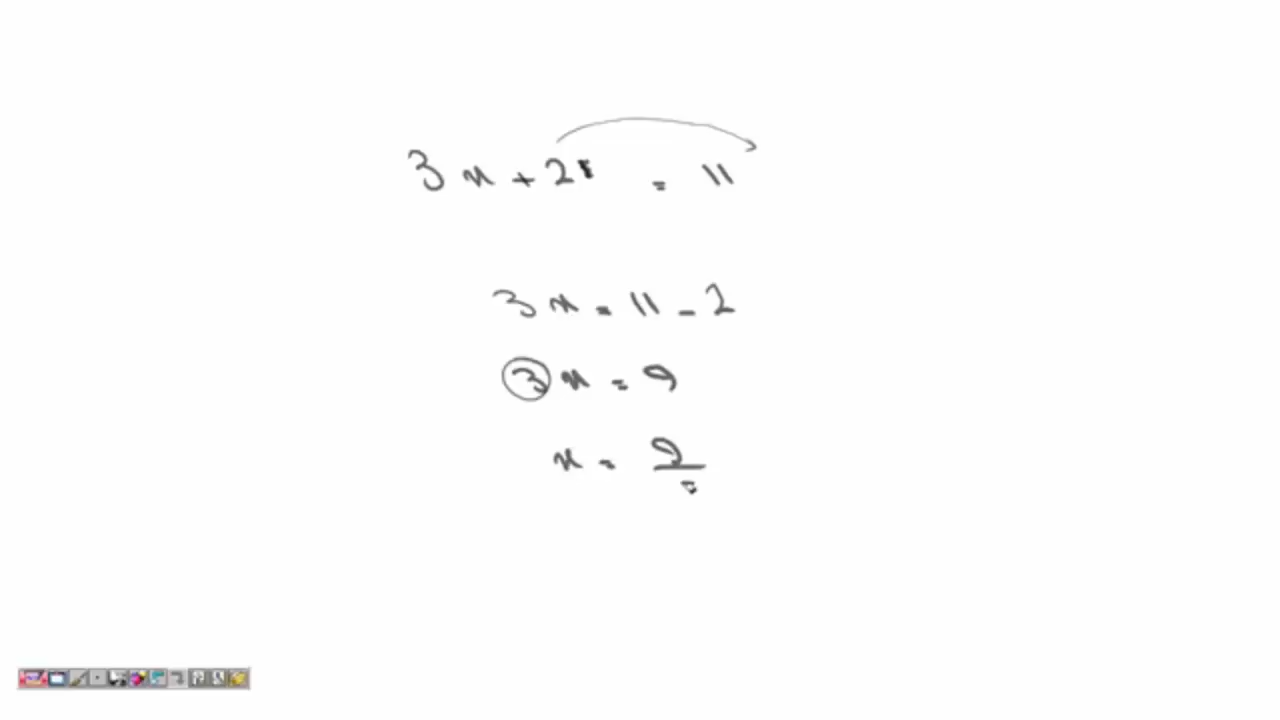 3x + 2 = 11
3x = 11 - 2
3x = 9
x = 9/